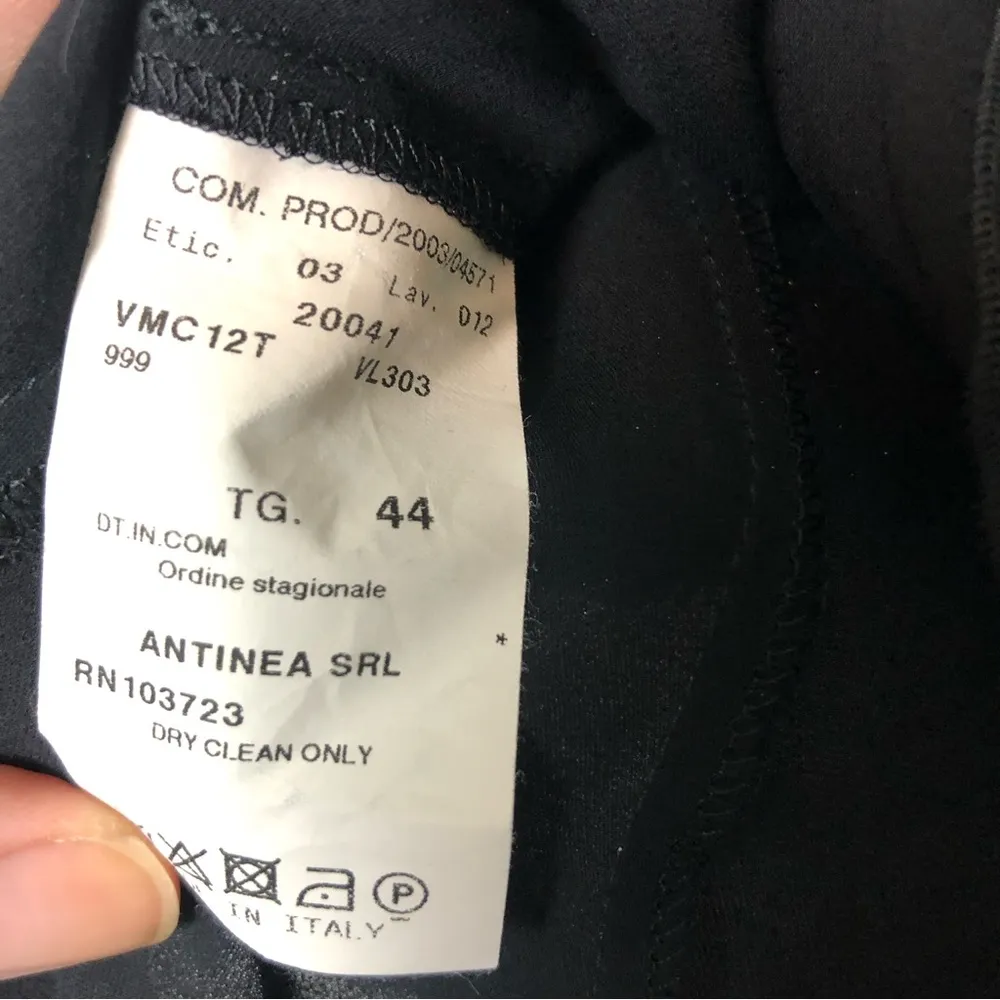 COM. PROD/2003/04571
Etic. 03 Lav. 012
VMC12T 20041
999 VL303
TG. 44
DT.IN.COM
Ordine stagionale
ANTINEA SRL *
RN103723
DRY CLEAN ONLY
P
IN ITALY